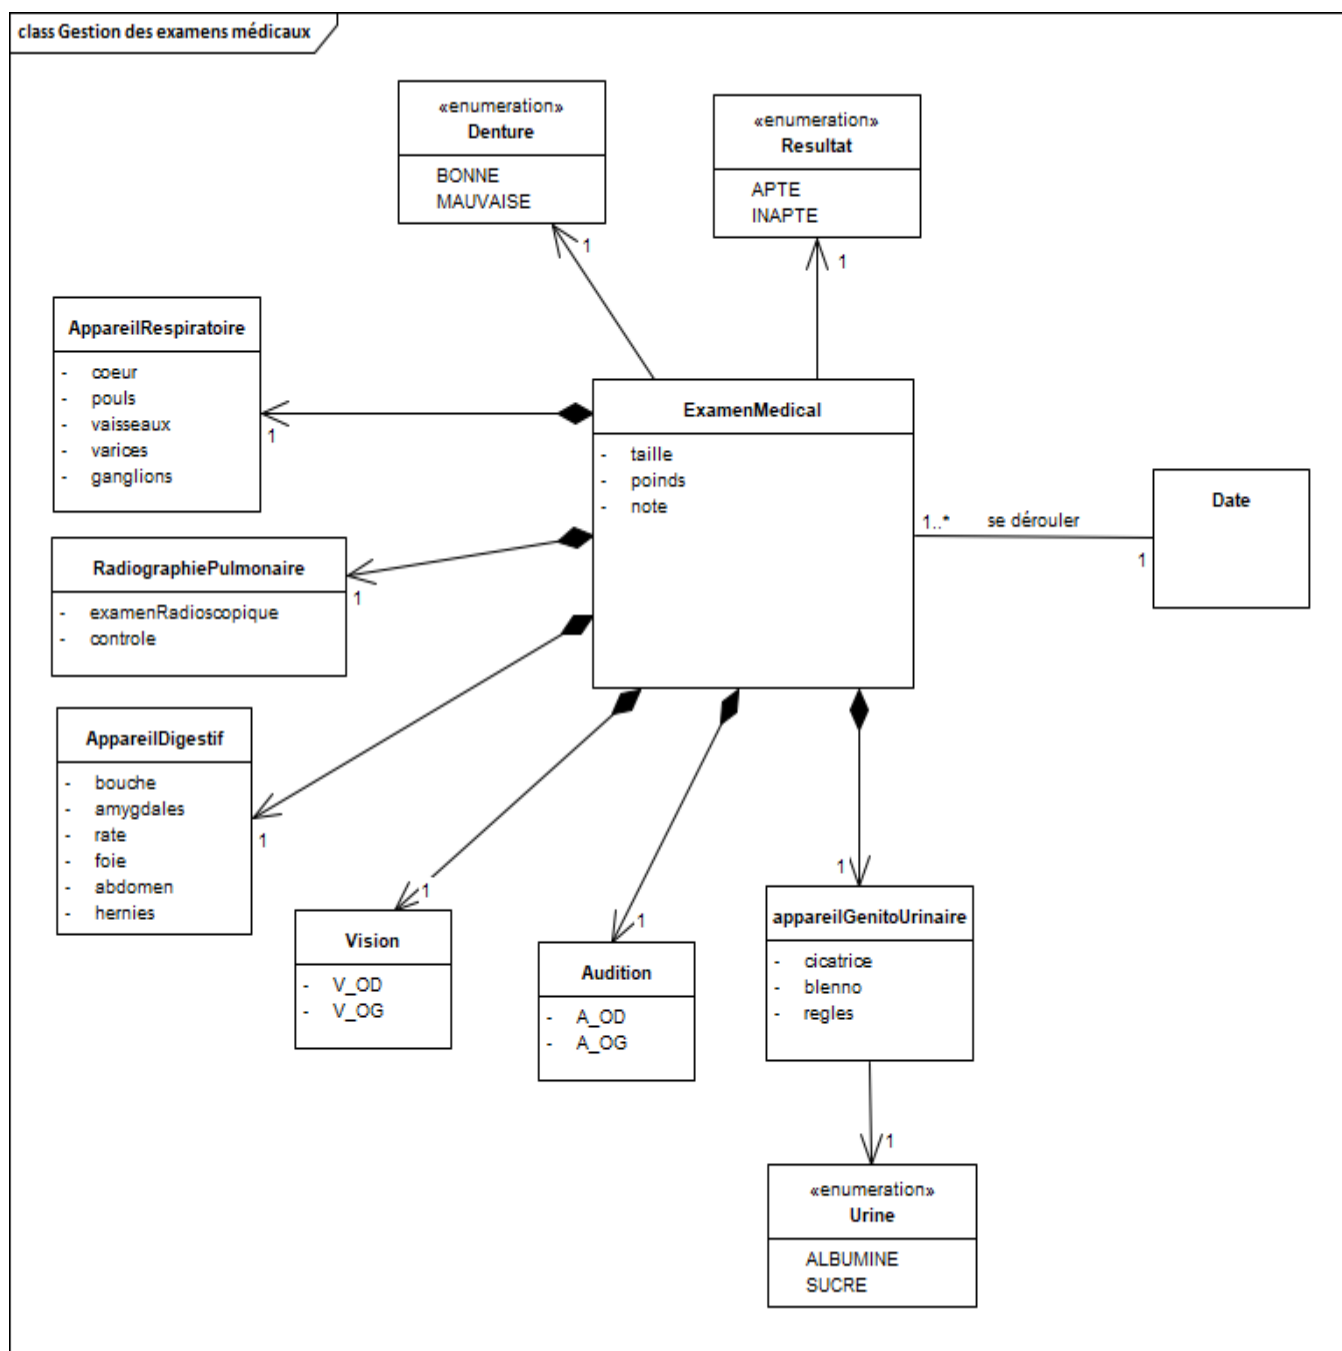 class Gestion des examens médicaux
«enumeration»
Denture
BONNE
MAUVAISE
1
«enumeration»
Resultat
APTE
INAPTE
1
AppareilRespiratoire
- coeur
- pouls
- vaisseaux
- varices
- ganglions
1
ExamenMedical
- taille
- poinds
- note
1..* se dérouler
1
Date
RadiographiePulmonaire
- examenRadioscopique
- controle
1
AppareilDigestif
- bouche
- amygdales
- rate
- foie
- abdomen
- hernies
1
1
Vision
- V_OD
- V_OG
1
Audition
- A_OD
- A_OG
1
appareilGenitoUrinaire
- cicatrice
- blenno
- regles
1
«enumeration»
Urine
ALBUMINE
SUCRE